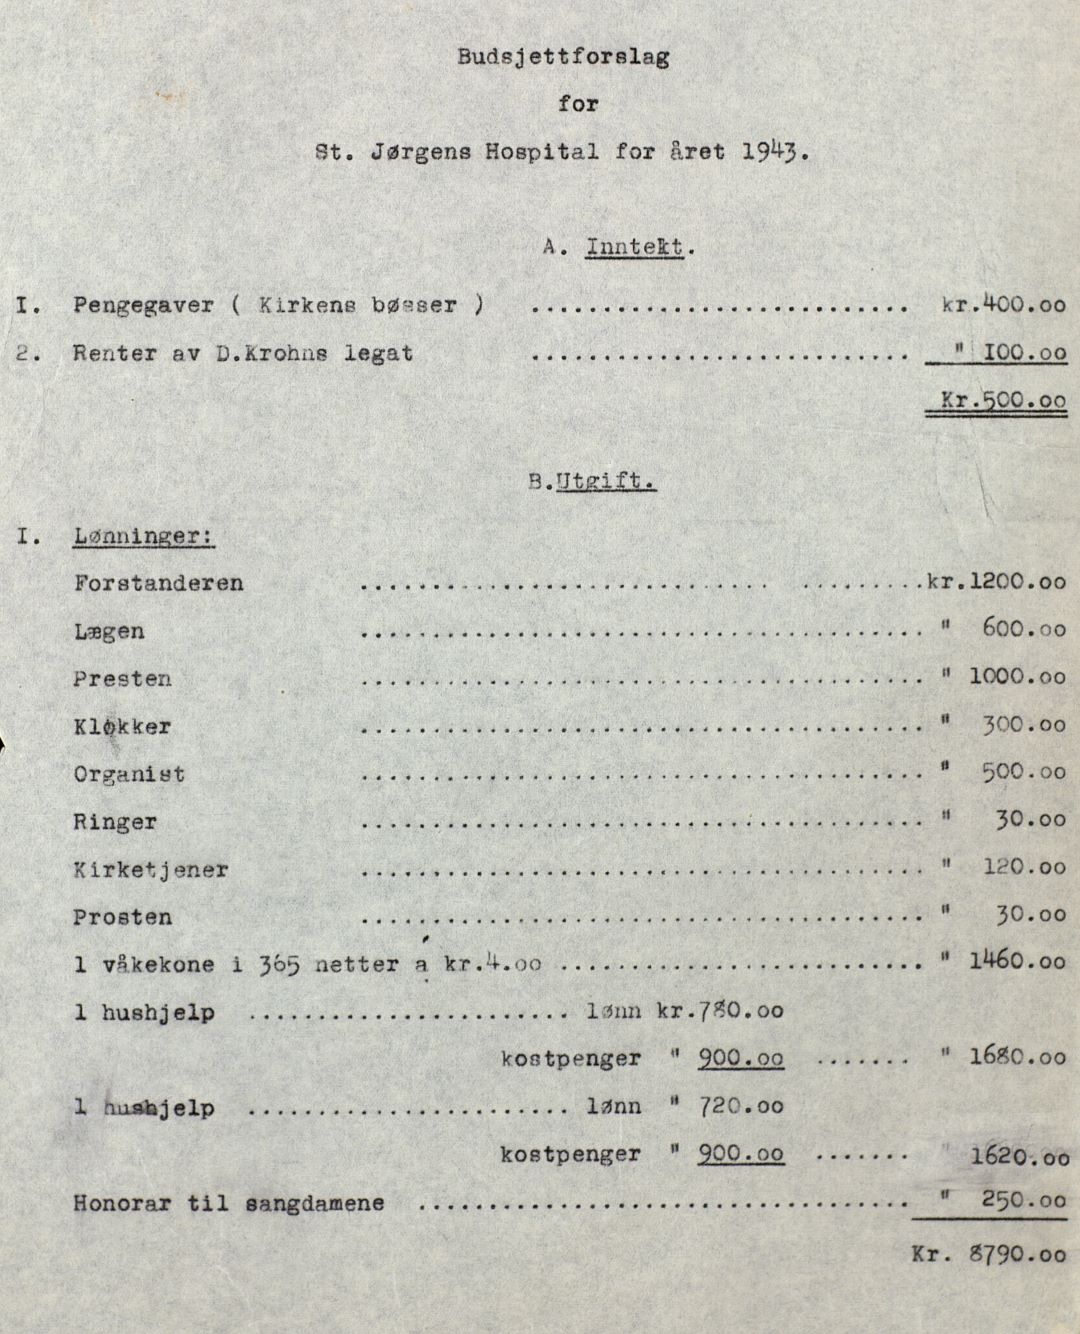 Budsjettforslag
for
St. Jørgens Hospital for året 1943.
A. Inntekt.
I. Pengegaver ( Kirkens bøsser ) ........................... kr.400.00
2. Renter av D.Krohns legat ........................... " 100.00
Kr.500.00
B.Utgift.
I. Lønninger:
Forstanderen ............................. .........kr.1200.00
Lægen ........................................ " 600.00
Presten ........................................ " 1000.00
Klokker ........................................ " 300.00
Organist ........................................ " 500.00
Ringer ........................................ " 30.00
Kirketjener ........................................ " 120.00
Prosten ........................................ " 30.00
1 våkekone i 365 netter á kr.4.00 .......................... " 1460.00
1 hushjelp ....................... lønn kr.780.00
kostpenger " 900.00 ....... " 1680.00
1 hushjelp ....................... lønn " 720.00
kostpenger " 900.00 ....... " 1620.00
Honorar til sangdamene ................................... " 250.00
Kr. 8790.00